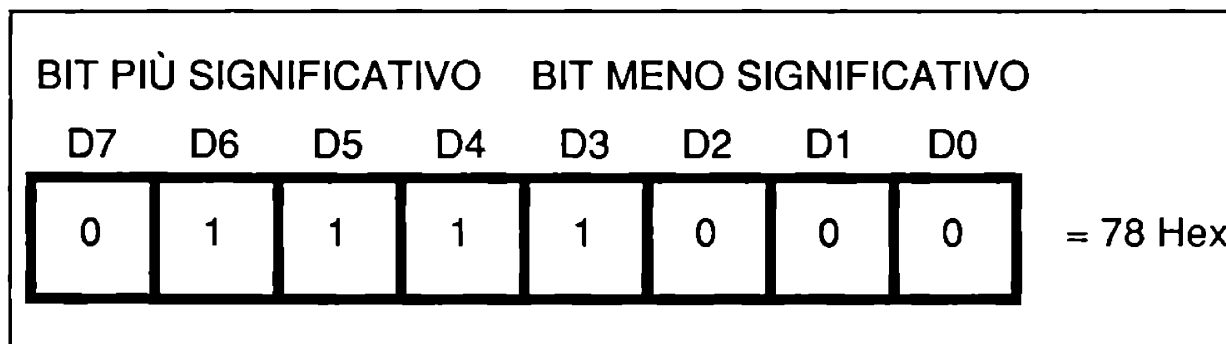 BIT PIÙ SIGNIFICATIVO BIT MENO SIGNIFICATIVO
D7 D6 D5 D4 D3 D2 D1 D0
0 1 1 1 1 0 0 0 = 78 Hex